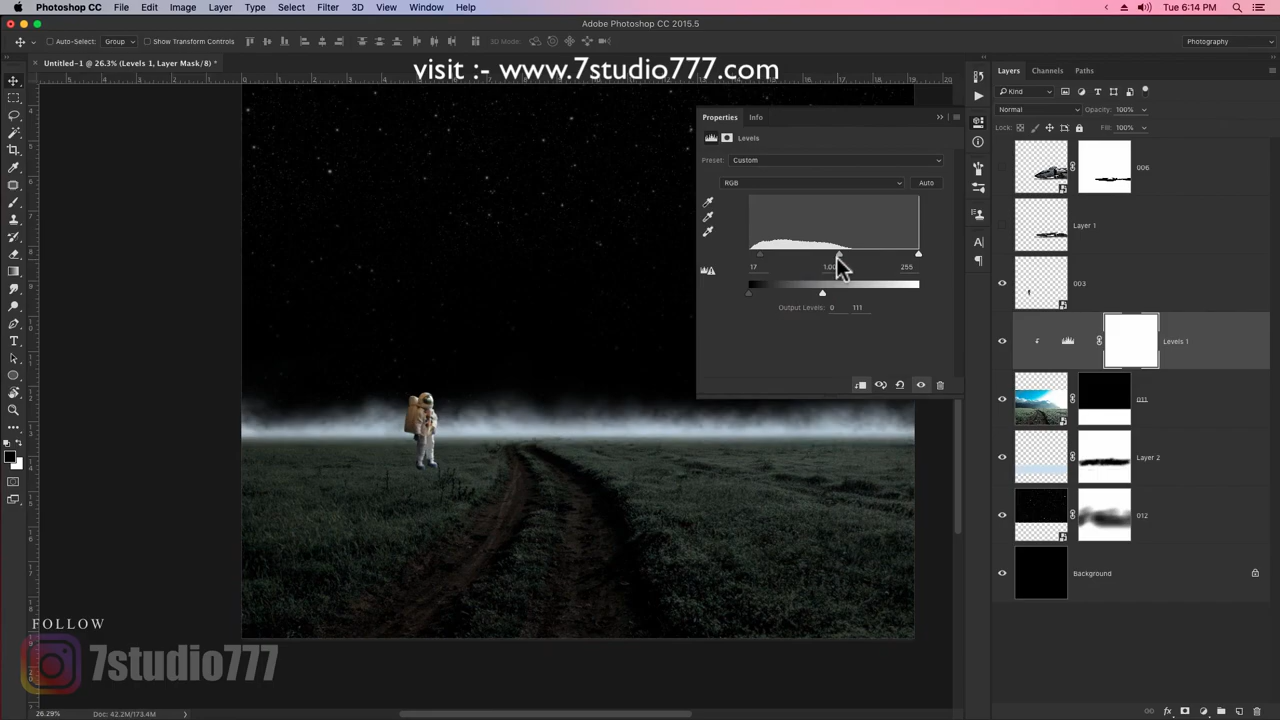 Photoshop CC File Edit Image Layer Type Select Filter 3D View Window Help
Tue 6:14 PM
Adobe Photoshop CC 2015.5
Auto-Select: Group Show Transform Controls 3D Mode: Photography
× Untitled-1 @ 26.3% (Levels 1, Layer Mask/8) *
visit :- www.7studio777.com
Properties Info
Levels
Preset: Custom
RGB Auto
17 1.00 255
Output Levels: 0 111
Layers Channels Paths
Kind
Normal Opacity: 100%
Lock: Fill: 100%
006
Layer 1
003
Levels 1
011
Layer 2
012
Background
FOLLOW
7studio777
26.29% Doc: 42.2M/173.4M